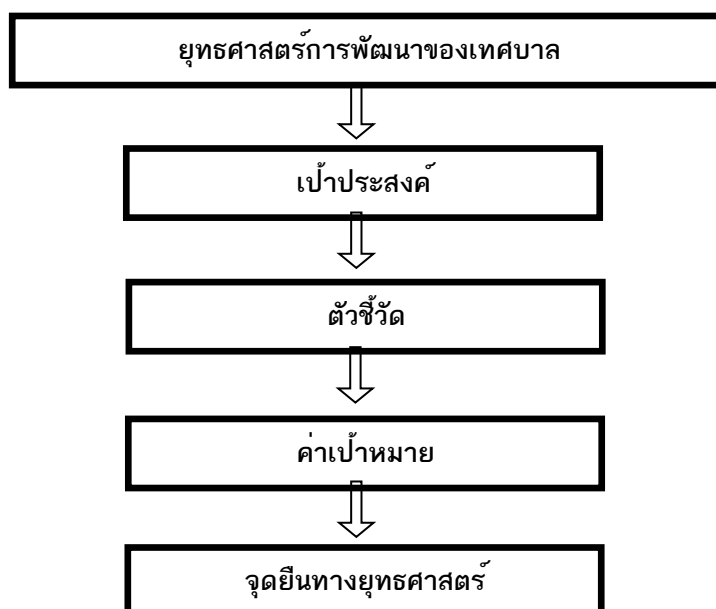 ยุทธศาสตร์การพัฒนาของเทศบาล
เป้าประสงค์
ตัวชี้วัด
ค่าเป้าหมาย
จุดยืนทางยุทธศาสตร์